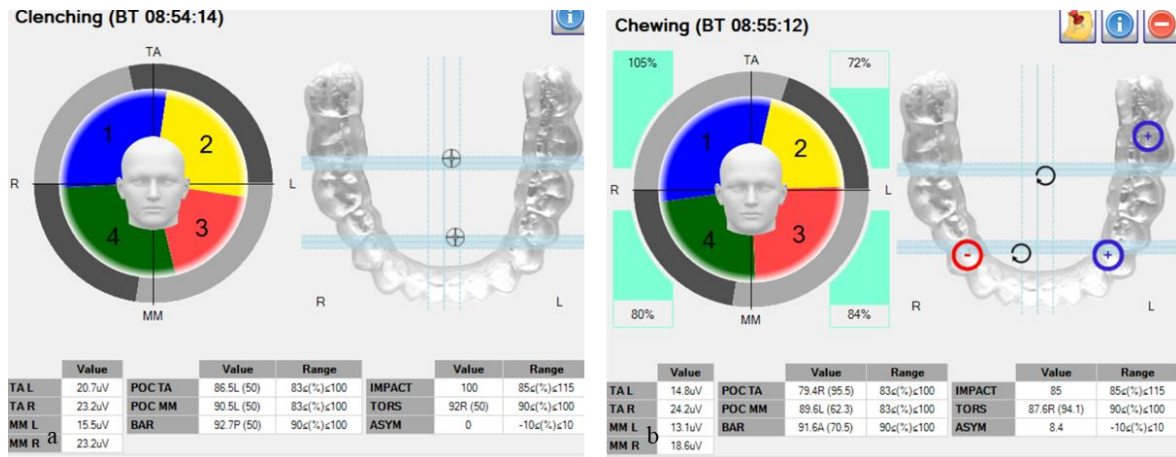 Clenching (BT 08:54:14)
TA
1
2
R
L
4
3
MM
R
L
Value
TA L 20.7uV
TA R 23.2uV
MM L 15.5uV
MM R 23.2uV
Value Range
POC TA 86.5L (50) 83≤(%)≤100
POC MM 90.5L (50) 83≤(%)≤100
BAR 92.7P (50) 90≤(%)≤100
Value Range
IMPACT 100 85≤(%)≤115
TORS 92R (50) 90≤(%)≤100
ASYM 0 -10≤(%)≤10
a
Chewing (BT 08:55:12)
105%
TA
72%
1
2
R
L
4
3
80%
MM
84%
+
-
+
R
L
Value
TA L 14.8uV
TA R 24.2uV
MM L 13.1uV
MM R 18.6uV
Value Range
POC TA 79.4R (95.5) 83≤(%)≤100
POC MM 89.6L (62.3) 83≤(%)≤100
BAR 91.6A (70.5) 90≤(%)≤100
Value Range
IMPACT 85 85≤(%)≤115
TORS 87.6R (94.1) 90≤(%)≤100
ASYM 8.4 -10≤(%)≤10
b